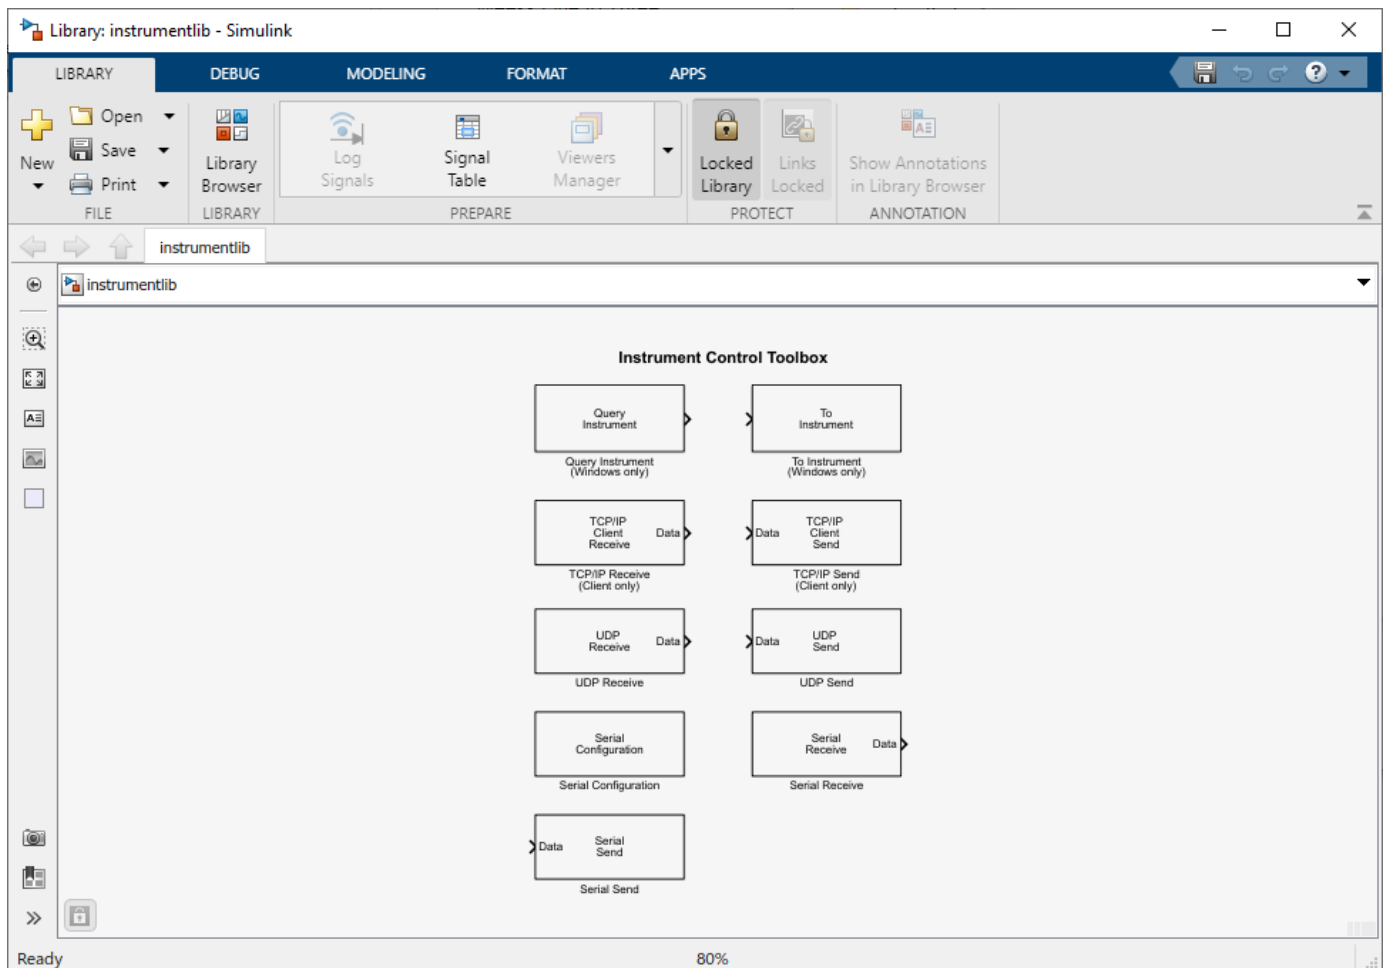 Library: instrumentlib - Simulink
LIBRARY DEBUG MODELING FORMAT APPS
?
New
Open
Save
Print
FILE
Library
Browser
LIBRARY
Log
Signals
Signal
Table
Viewers
Manager
PREPARE
Locked
Library
Links
Locked
PROTECT
Show Annotations
in Library Browser
ANNOTATION
instrumentlib
instrumentlib
Instrument Control Toolbox
Query
Instrument
Query Instrument
(Windows only)
To
Instrument
To Instrument
(Windows only)
TCP/IP
Client
Receive
Data
TCP/IP Receive
(Client only)
Data
TCP/IP
Client
Send
TCP/IP Send
(Client only)
UDP
Receive
Data
UDP Receive
Data
UDP
Send
UDP Send
Serial
Configuration
Serial Configuration
Serial
Receive
Data
Serial Receive
Data
Serial
Send
Serial Send
Ready
80%